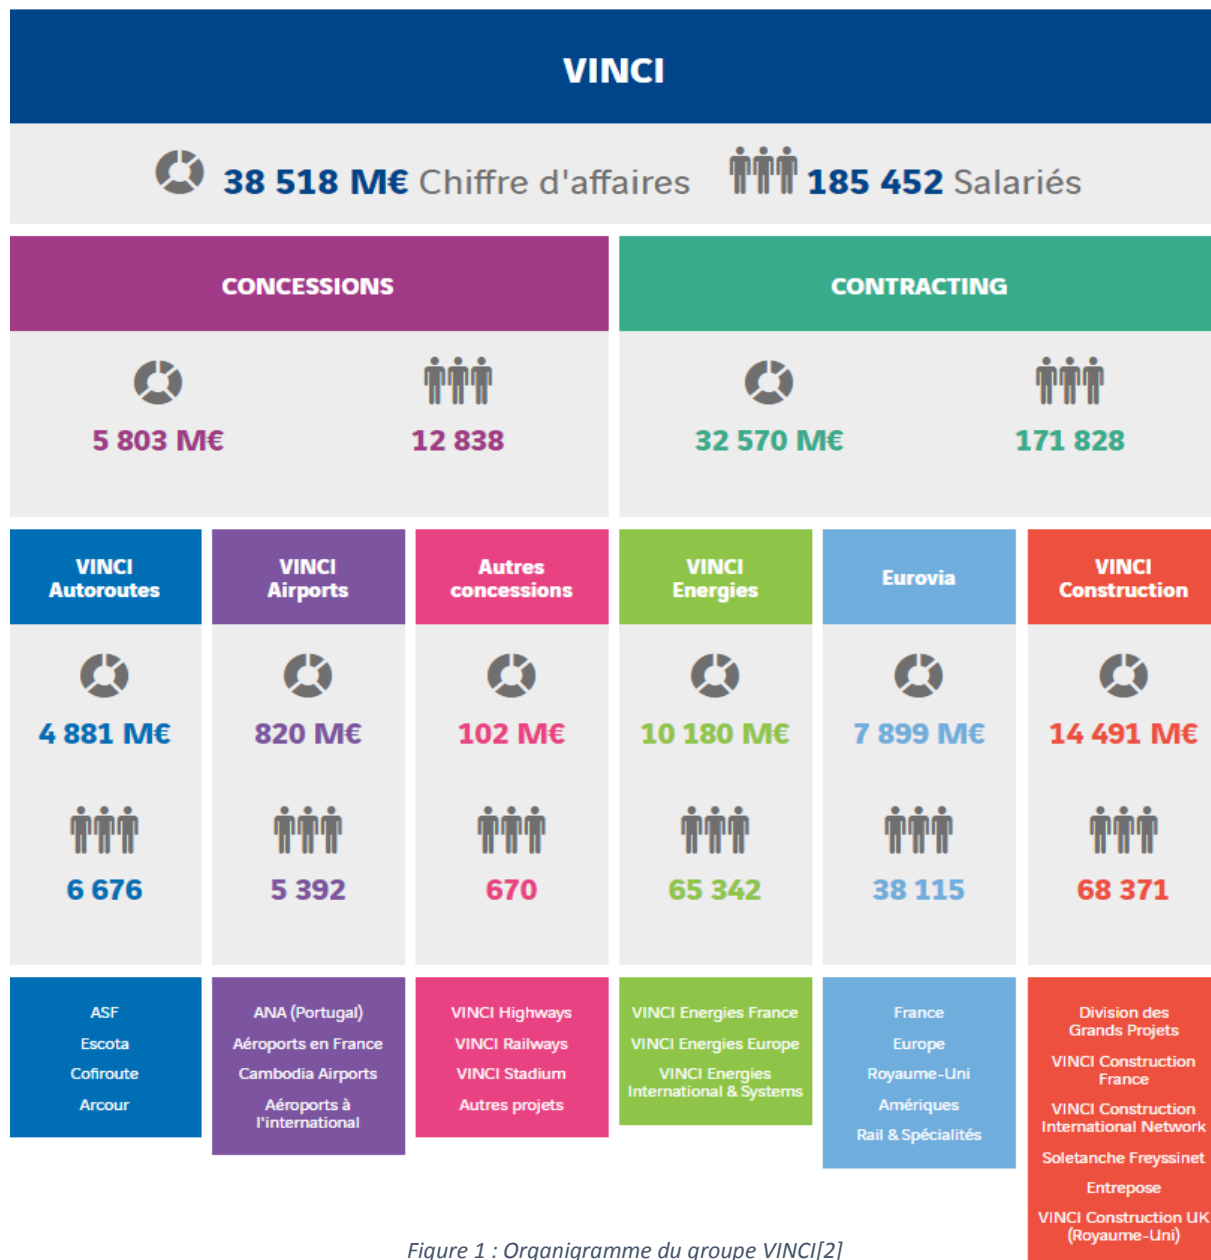 VINCI
38 518 M€ Chiffre d'affaires 185 452 Salariés
CONCESSIONS
CONTRACTING
5 803 M€
12 838
32 570 M€
171 828
VINCI
Autoroutes
VINCI
Airports
Autres
concessions
VINCI
Energies
Eurovia
VINCI
Construction
4 881 M€
820 M€
102 M€
10 180 M€
7 899 M€
14 491 M€
6 676
5 392
670
65 342
38 115
68 371
ASF
Escota
Cofiroute
Arcour
ANA (Portugal)
Aéroports en France
Cambodia Airports
Aéroports à
l'international
VINCI Highways
VINCI Railways
VINCI Stadium
Autres projets
VINCI Energies France
VINCI Energies Europe
VINCI Energies
International & Systems
France
Europe
Royaume-Uni
Amériques
Rail & Spécialités
Division des
Grands Projets
VINCI Construction
France
VINCI Construction
International Network
Soletanche Freyssinet
Entrepose
VINCI Construction UK
(Royaume-Uni)
Figure 1 : Organigramme du groupe VINCI[2]